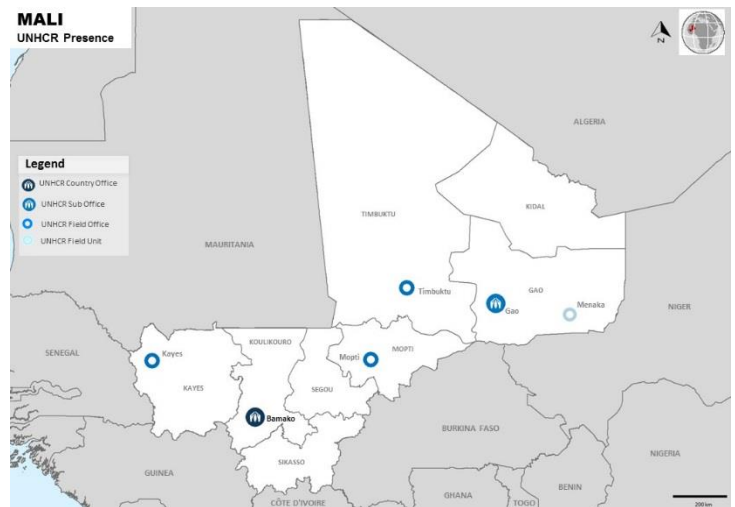 MALI
UNHCR Presence
N
Legend
UNHCR Country Office
UNHCR Sub Office
UNHCR Field Office
UNHCR Field Unit
ALGERIA
KIDAL
TIMBUKTU
MAURITANIA
Timbuktu
GAO
Gao
Menaka
NIGER
SENEGAL
Kayes
KAYES
KOULIKOURO
SEGOU
Mopti
MOPTI
Bamako
SIKASSO
BURKINA FASO
NIGERIA
GUINEA
CÔTE D'IVOIRE
GHANA
TOGO
BENIN
200 km